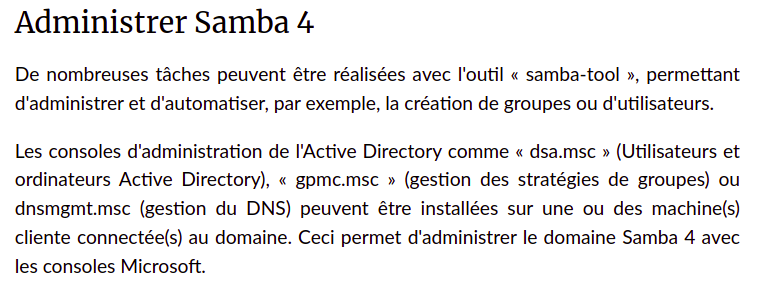 Administrer Samba 4
De nombreuses tâches peuvent être réalisées avec l'outil « samba-tool », permettant
d'administrer et d'automatiser, par exemple, la création de groupes ou d'utilisateurs.
Les consoles d'administration de l'Active Directory comme « dsa.msc » (Utilisateurs et
ordinateurs Active Directory), « gpmc.msc » (gestion des stratégies de groupes) ou
dnsmgmt.msc (gestion du DNS) peuvent être installées sur une ou des machine(s)
cliente connectée(s) au domaine. Ceci permet d'administrer le domaine Samba 4 avec
les consoles Microsoft.